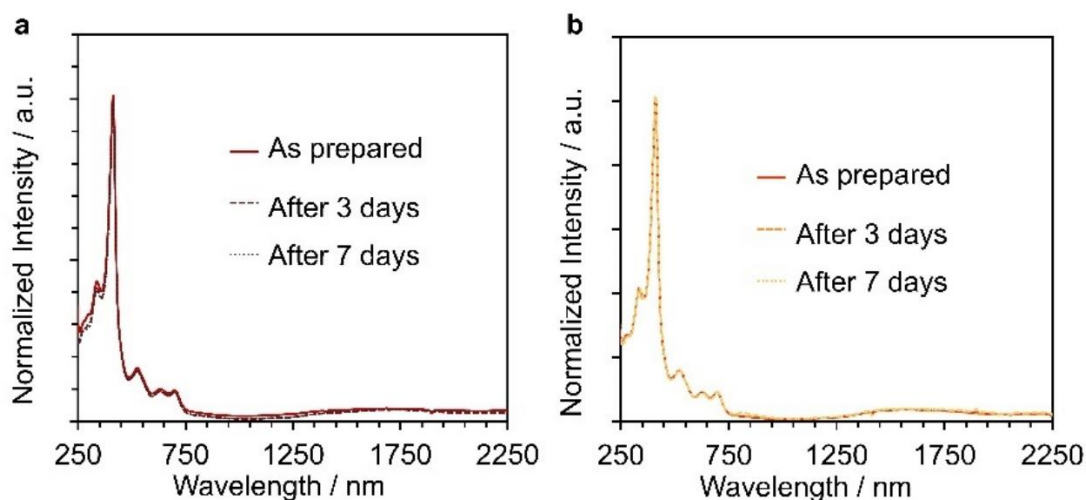 a
Normalized Intensity / a.u.
As prepared
After 3 days
After 7 days
250 750 1250 1750 2250
Wavelength / nm
b
Normalized Intensity / a.u.
As prepared
After 3 days
After 7 days
250 750 1250 1750 2250
Wavelength / nm